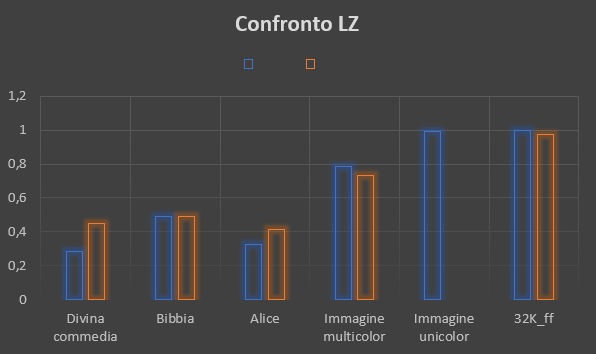 Confronto LZ
1,2
1
0,8
0,6
0,4
0,2
0
Divina
commedia
Bibbia
Alice
Immagine
multicolor
Immagine
unicolor
32K_ff